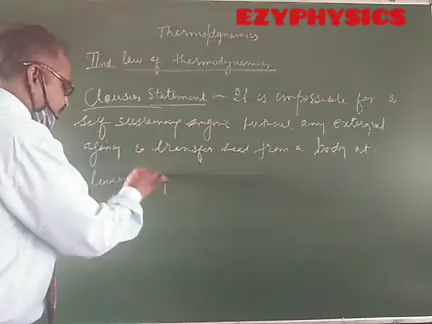 EZYPHYSICS
Thermodynamics
IInd law of thermodynamics
Clausius Statement :- It is impossible for a
self sustaining engine without any external
agency to transfer heat from a body at